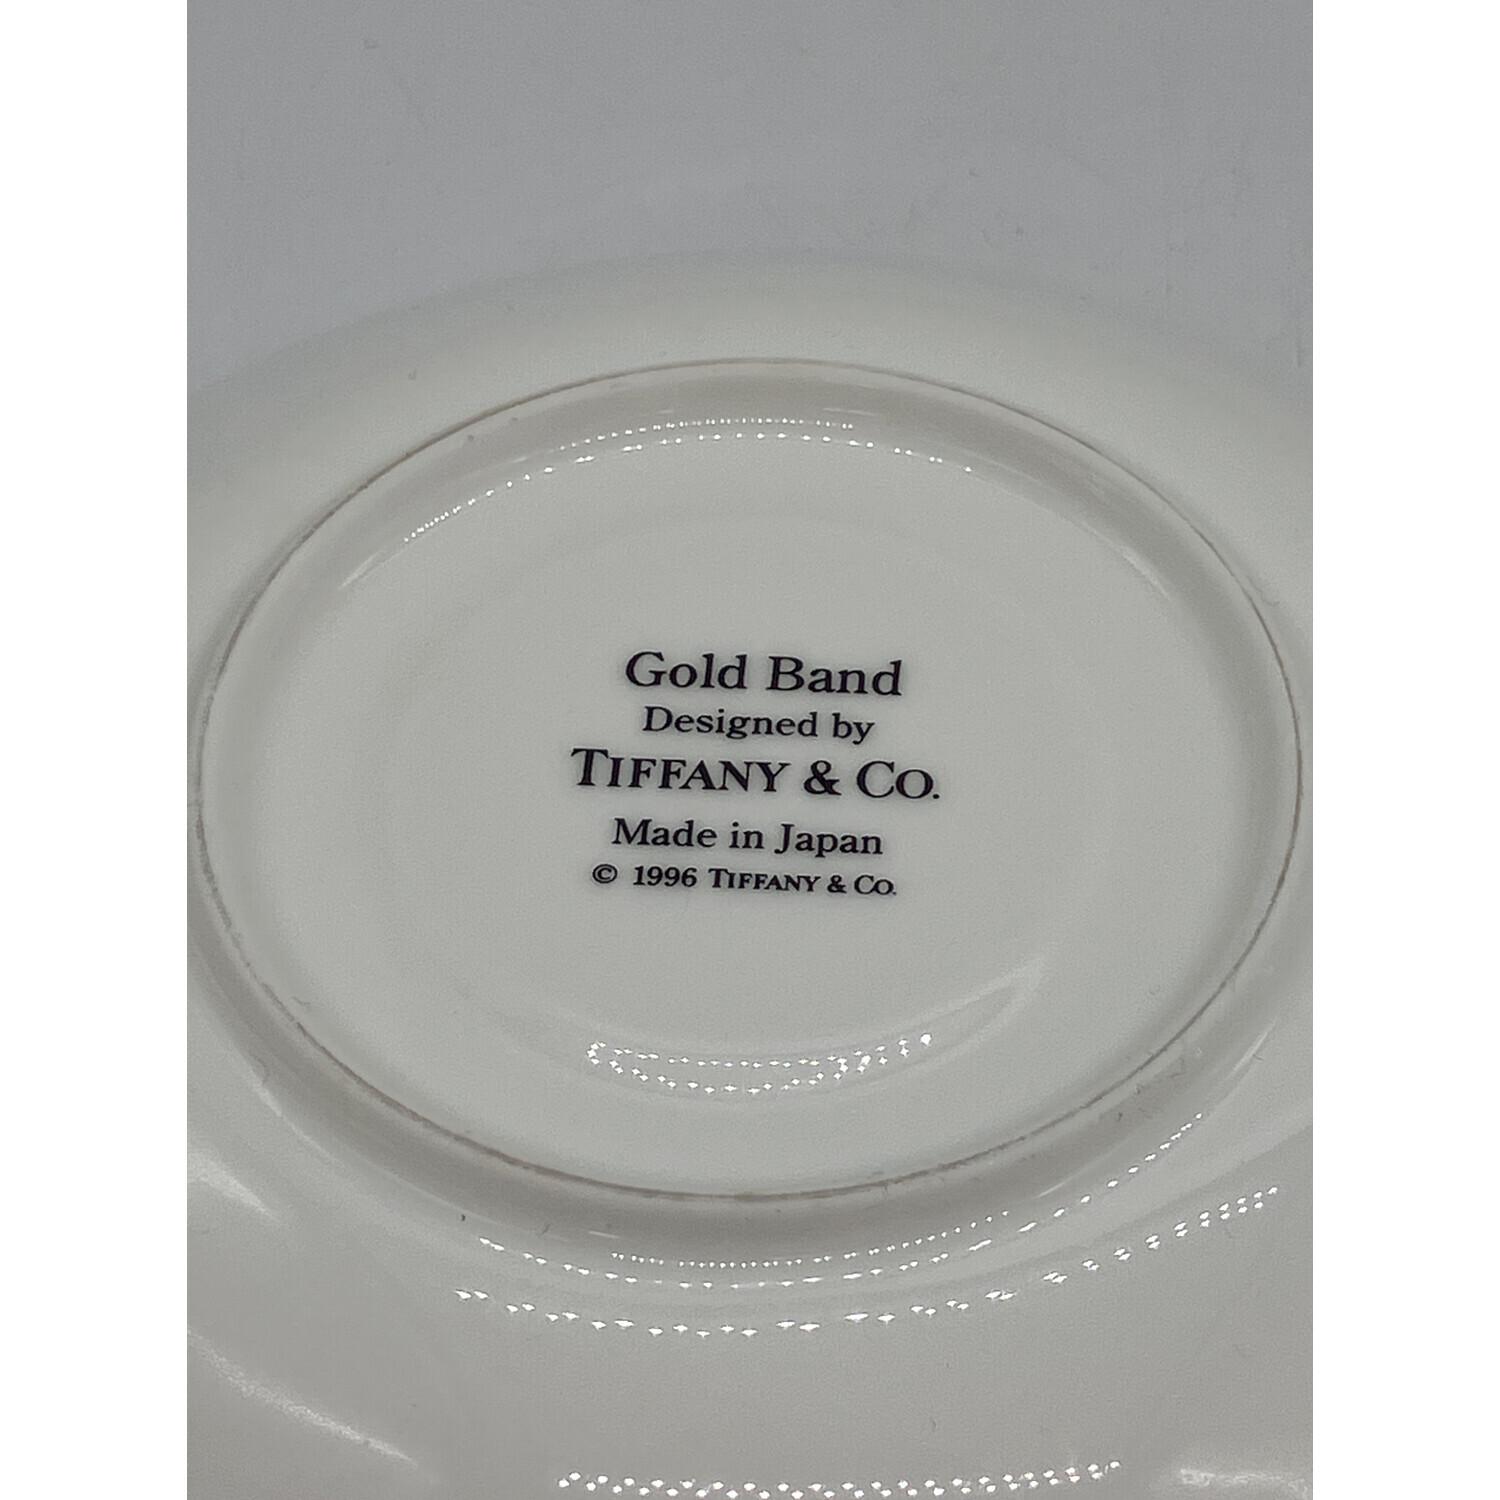 Gold Band
Designed by
TIFFANY & CO.
Made in Japan
© 1996 TIFFANY & CO.